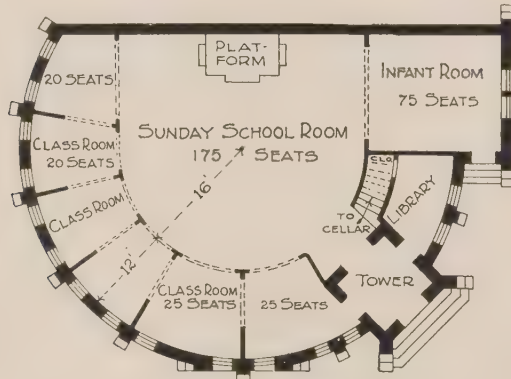 PLAT-
FORM
20 SEATS
INFANT ROOM
75 SEATS
SUNDAY SCHOOL ROOM
175 SEATS
CLASS ROOM
20 SEATS
CLO.
16'
CLASS ROOM
LIBRARY
TO
CELLAR
12'
TOWER
CLASS ROOM
25 SEATS
25 SEATS